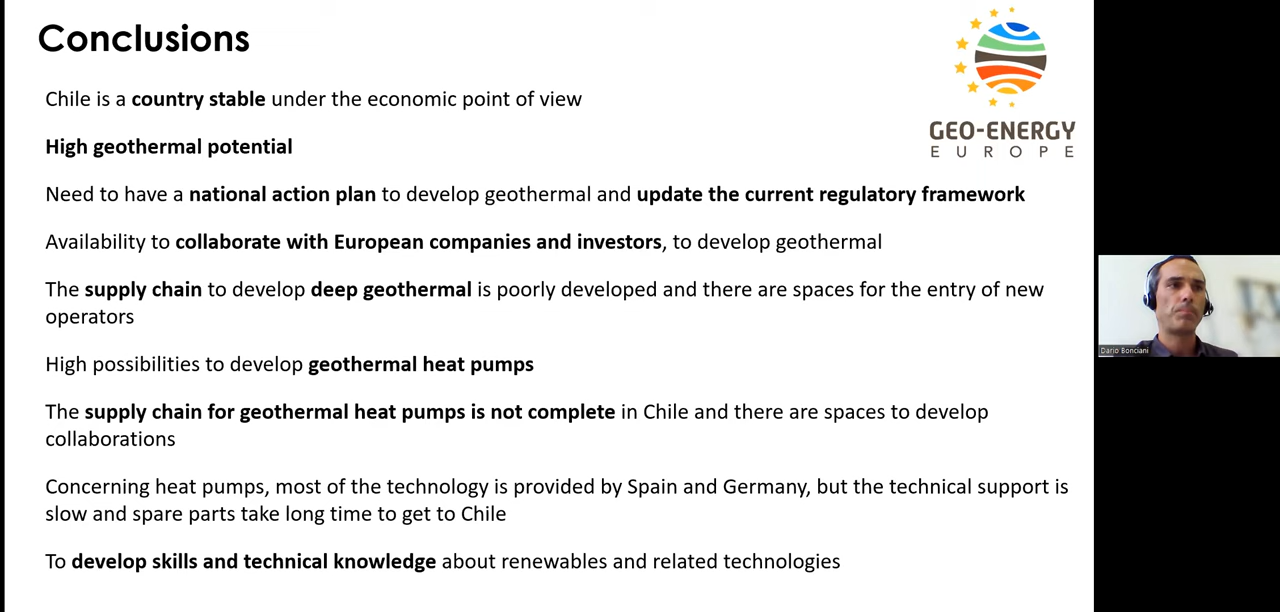 Conclusions
GEO-ENERGY
EUROPE
Chile is a country stable under the economic point of view
High geothermal potential
Need to have a national action plan to develop geothermal and update the current regulatory framework
Availability to collaborate with European companies and investors, to develop geothermal
The supply chain to develop deep geothermal is poorly developed and there are spaces for the entry of new
operators
High possibilities to develop geothermal heat pumps
The supply chain for geothermal heat pumps is not complete in Chile and there are spaces to develop
collaborations
Concerning heat pumps, most of the technology is provided by Spain and Germany, but the technical support is
slow and spare parts take long time to get to Chile
To develop skills and technical knowledge about renewables and related technologies
Dario Bonciani